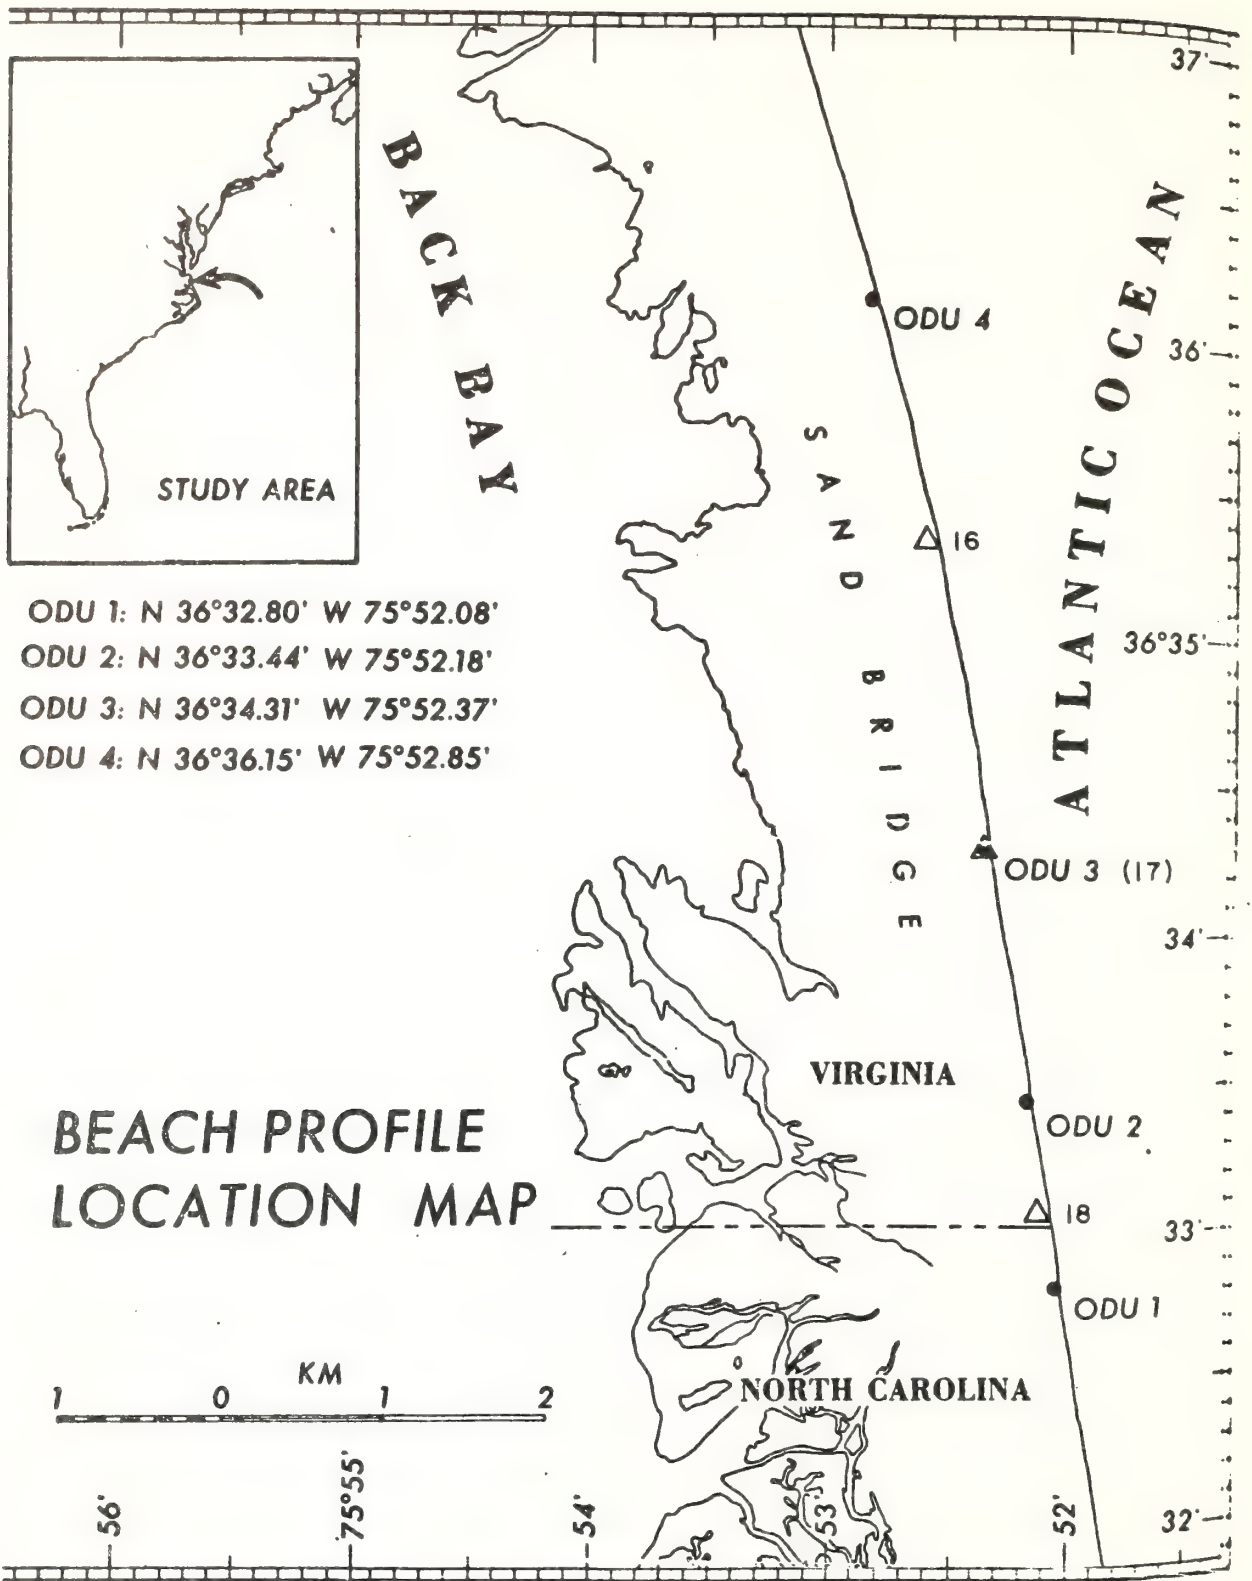 37'
BACK BAY
ATLANTIC OCEAN
ODU 4
36'
STUDY AREA
SAND BRIDGE
16
ODU 1: N 36°32.80' W 75°52.08'
ODU 2: N 36°33.44' W 75°52.18'
ODU 3: N 36°34.31' W 75°52.37'
ODU 4: N 36°36.15' W 75°52.85'
36°35'
ODU 3 (17)
34'
VIRGINIA
BEACH PROFILE
LOCATION MAP
ODU 2
18
33'
ODU 1
KM
1 0 1 2
NORTH CAROLINA
56'
75°55'
54'
53'
52'
32'